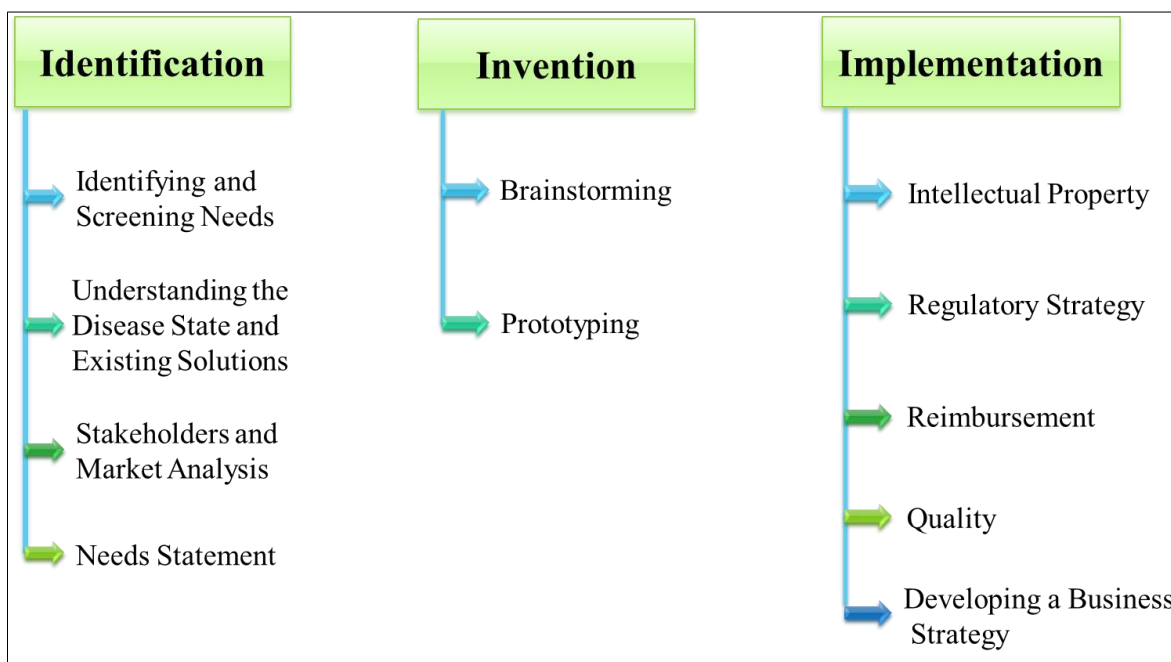 Identification
Identifying and
Screening Needs
Understanding the
Disease State and
Existing Solutions
Stakeholders and
Market Analysis
Needs Statement
Invention
Brainstorming
Prototyping
Implementation
Intellectual Property
Regulatory Strategy
Reimbursement
Quality
Developing a Business
Strategy